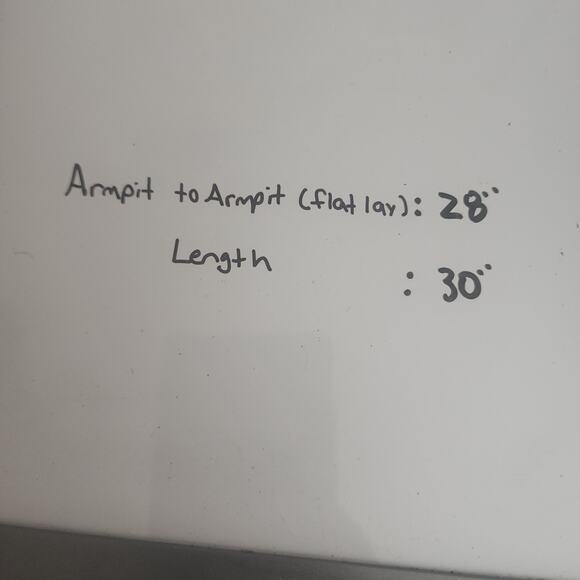 Armpit to Armpit (flat lay): 28"
Length : 30"